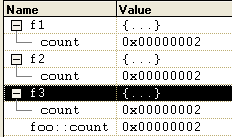 Name Value
f1 {...}
count 0x00000002
f2 {...}
count 0x00000002
f3 {...}
count 0x00000002
foo::count 0x00000002